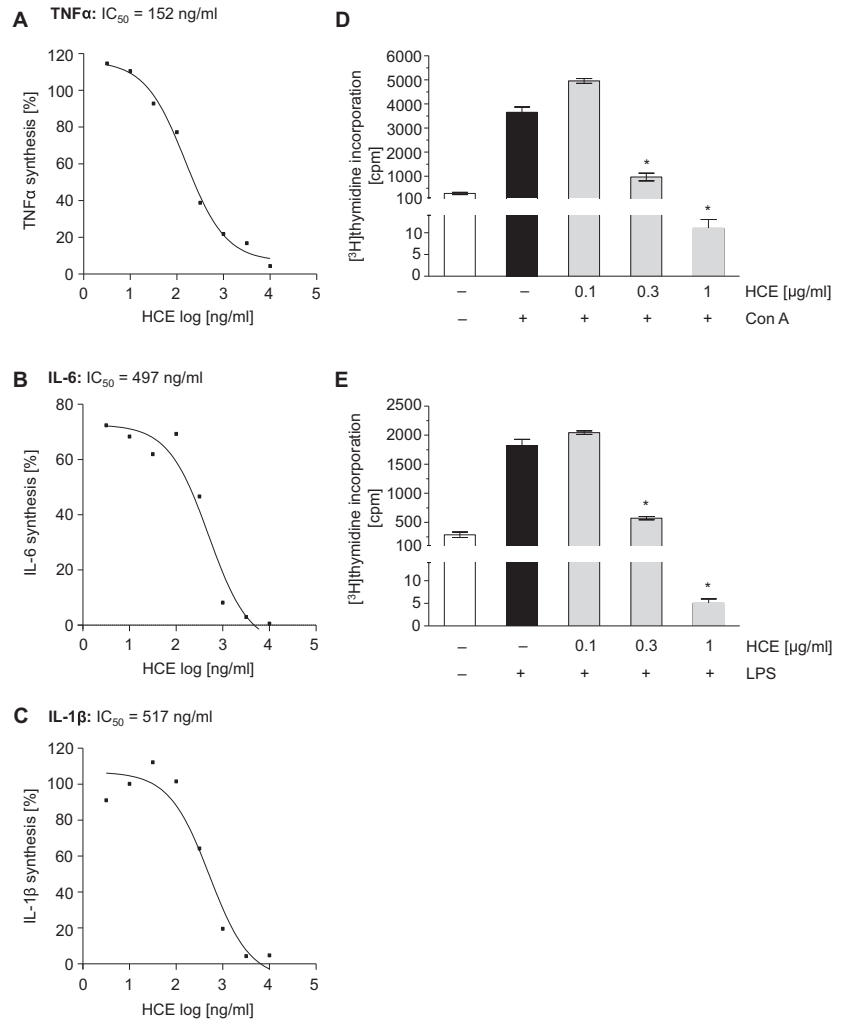 A TNFα: IC50 = 152 ng/ml
TNFα synthesis [%]
120
100
80
60
40
20
0
0 1 2 3 4 5
HCE log [ng/ml]
B IL-6: IC50 = 497 ng/ml
IL-6 synthesis [%]
80
60
40
20
0
0 1 2 3 4 5
HCE log [ng/ml]
C IL-1β: IC50 = 517 ng/ml
IL-1β synthesis [%]
120
100
80
60
40
20
0
0 1 2 3 4 5
HCE log [ng/ml]
D
[³H]thymidine incorporation
[cpm]
6000
5000
4000
3000
2000
1000
100
10
5
0
*
*
– – 0.1 0.3 1 HCE [µg/ml]
– + + + + Con A
E
[³H]thymidine incorporation
[cpm]
2500
2000
1500
1000
500
100
10
5
0
*
*
– – 0.1 0.3 1 HCE [µg/ml]
– + + + + LPS